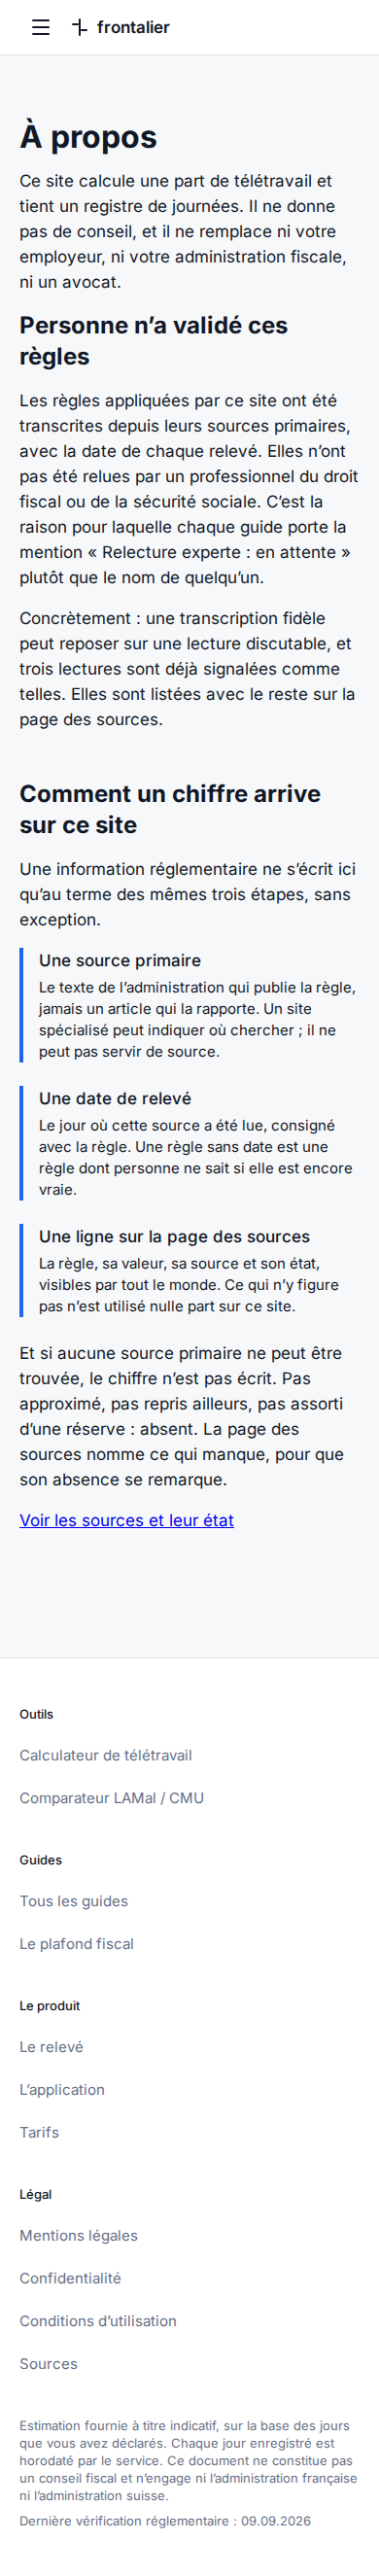 frontalier
À propos
Ce site calcule une part de télétravail et
tient un registre de journées. Il ne donne
pas de conseil, et il ne remplace ni votre
employeur, ni votre administration fiscale,
ni un avocat.
Personne n’a validé ces
règles
Les règles appliquées par ce site ont été
transcrites depuis leurs sources primaires,
avec la date de chaque relevé. Elles n’ont
pas été relues par un professionnel du droit
fiscal ou de la sécurité sociale. C’est la
raison pour laquelle chaque guide porte la
mention « Relecture experte : en attente »
plutôt que le nom de quelqu’un.
Concrètement : une transcription fidèle
peut reposer sur une lecture discutable, et
trois lectures sont déjà signalées comme
telles. Elles sont listées avec le reste sur la
page des sources.
Comment un chiffre arrive
sur ce site
Une information réglementaire ne s’écrit ici
qu’au terme des mêmes trois étapes, sans
exception.
Une source primaire
Le texte de l’administration qui publie la règle,
jamais un article qui la rapporte. Un site
spécialisé peut indiquer où chercher ; il ne
peut pas servir de source.
Une date de relevé
Le jour où cette source a été lue, consigné
avec la règle. Une règle sans date est une
règle dont personne ne sait si elle est encore
vraie.
Une ligne sur la page des sources
La règle, sa valeur, sa source et son état,
visibles par tout le monde. Ce qui n’y figure
pas n’est utilisé nulle part sur ce site.
Et si aucune source primaire ne peut être
trouvée, le chiffre n’est pas écrit. Pas
approximé, pas repris ailleurs, pas assorti
d’une réserve : absent. La page des
sources nomme ce qui manque, pour que
son absence se remarque.
Voir les sources et leur état
Outils
Calculateur de télétravail
Comparateur LAMal / CMU
Guides
Tous les guides
Le plafond fiscal
Le produit
Le relevé
L’application
Tarifs
Légal
Mentions légales
Confidentialité
Conditions d’utilisation
Sources
Estimation fournie à titre indicatif, sur la base des jours
que vous avez déclarés. Chaque jour enregistré est
horodaté par le service. Ce document ne constitue pas
un conseil fiscal et n’engage ni l’administration française
ni l’administration suisse.
Dernière vérification réglementaire : 09.09.2026